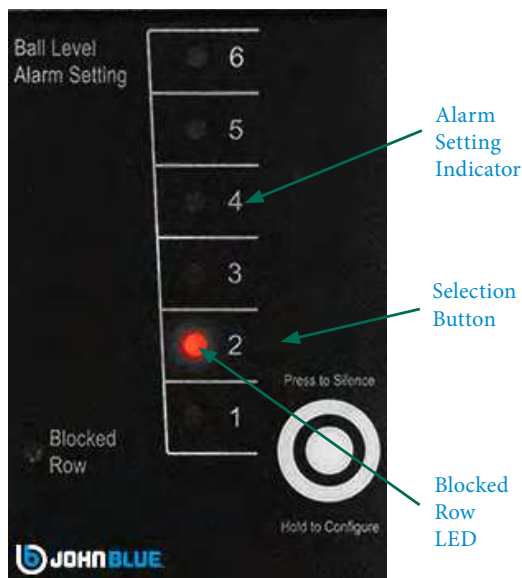 Ball Level
Alarm Setting
6
5
4
3
2
1
Alarm
Setting
Indicator
Selection
Button
Press to Silence
Blocked
Row
Hold to Configure
Blocked
Row
LED
JOHN BLUE